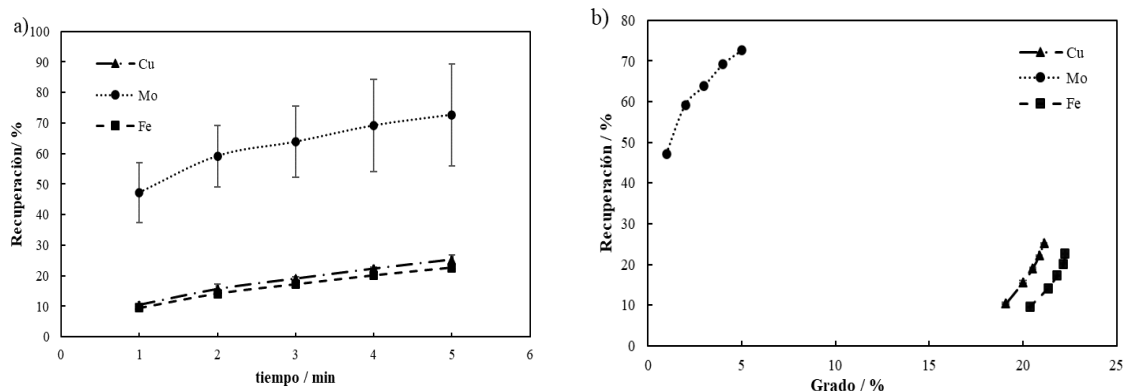 a)
100
90
80
70
60
50
40
30
20
10
0
Recuperaciòn/ %
Cu
Mo
Fe
0 1 2 3 4 5 6
tiempo / min
b)
80
70
60
50
40
30
20
10
0
Recuperación / %
Cu
Mo
Fe
0 5 10 15 20 25
Grado / %